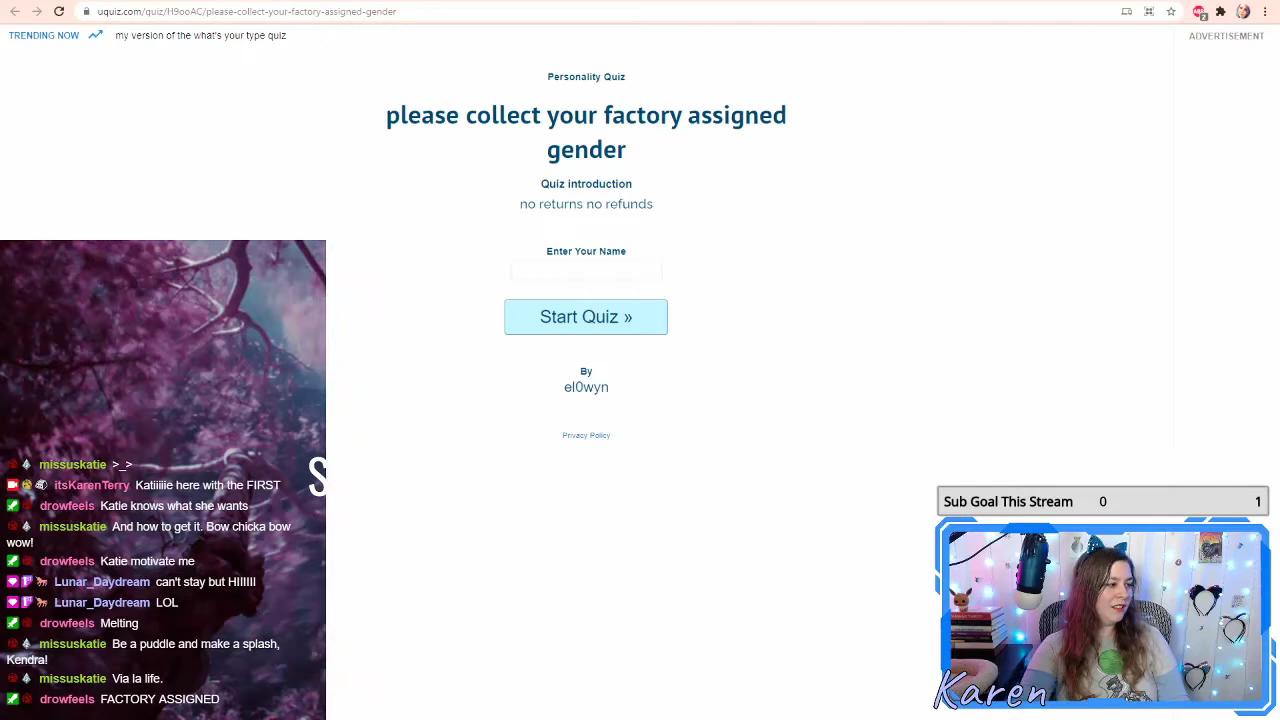 uquiz.com/quiz/H9ooAC/please-collect-your-factory-assigned-gender
TRENDING NOW my version of the what's your type quiz
ADVERTISEMENT
Personality Quiz
please collect your factory assigned
gender
Quiz introduction
no returns no refunds
Enter Your Name
Start Quiz »
By
el0wyn
Privacy Policy
S
missuskatie >_>
itsKarenTerry Katiiiiie here with the FIRST
drowfeels Katie knows what she wants
missuskatie And how to get it. Bow chicka bow
wow!
drowfeels Katie motivate me
Lunar_Daydream can't stay but HIIIIII
Lunar_Daydream LOL
drowfeels Melting
missuskatie Be a puddle and make a splash,
Kendra!
missuskatie Via la life.
drowfeels FACTORY ASSIGNED
Sub Goal This Stream 0 1
Karen